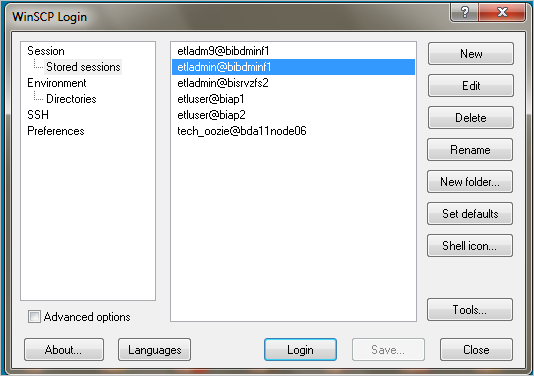 WinSCP Login
Session
Stored sessions
Environment
Directories
SSH
Preferences
Advanced options
etladm9@bibdminf1
etladmin@bibdminf1
etladmin@bisrvzfs2
etluser@biap1
etluser@biap2
tech_oozie@bda11node06
New
Edit
Delete
Rename
New folder...
Set defaults
Shell icon...
Tools...
About...
Languages
Login
Save...
Close